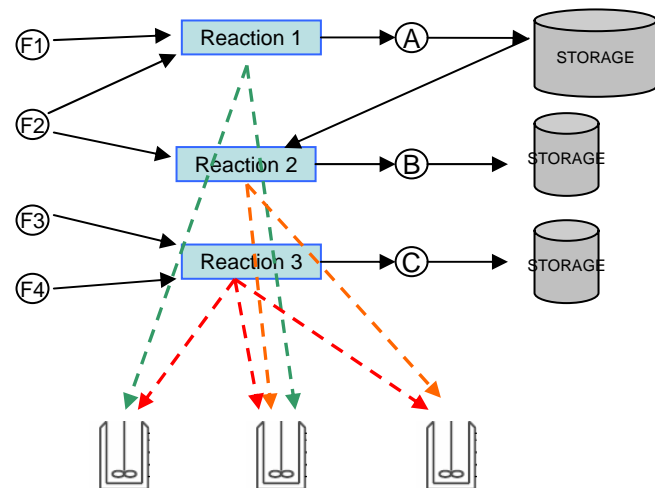 F1
Reaction 1
A
STORAGE
F2
Reaction 2
B
STORAGE
F3
Reaction 3
C
STORAGE
F4